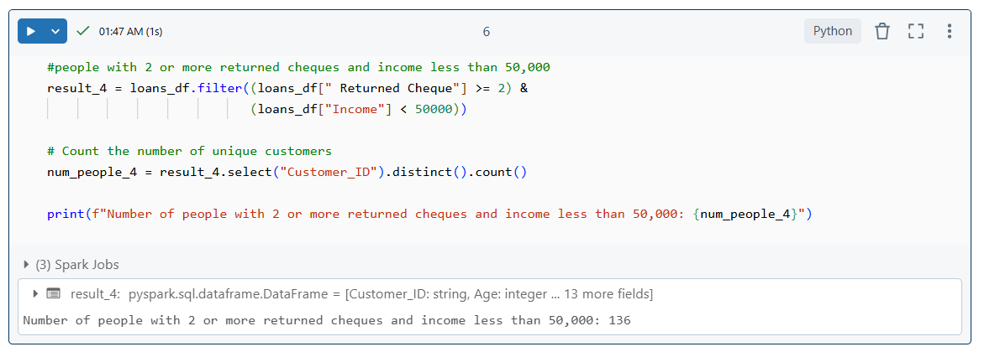 01:47 AM (1s)
6
Python
#people with 2 or more returned cheques and income less than 50,000
result_4 = loans_df.filter((loans_df[" Returned Cheque"] >= 2) &
(loans_df["Income"] < 50000))
# Count the number of unique customers
num_people_4 = result_4.select("Customer_ID").distinct().count()
print(f"Number of people with 2 or more returned cheques and income less than 50,000: {num_people_4}")
(3) Spark Jobs
result_4: pyspark.sql.dataframe.DataFrame = [Customer_ID: string, Age: integer ... 13 more fields]
Number of people with 2 or more returned cheques and income less than 50,000: 136